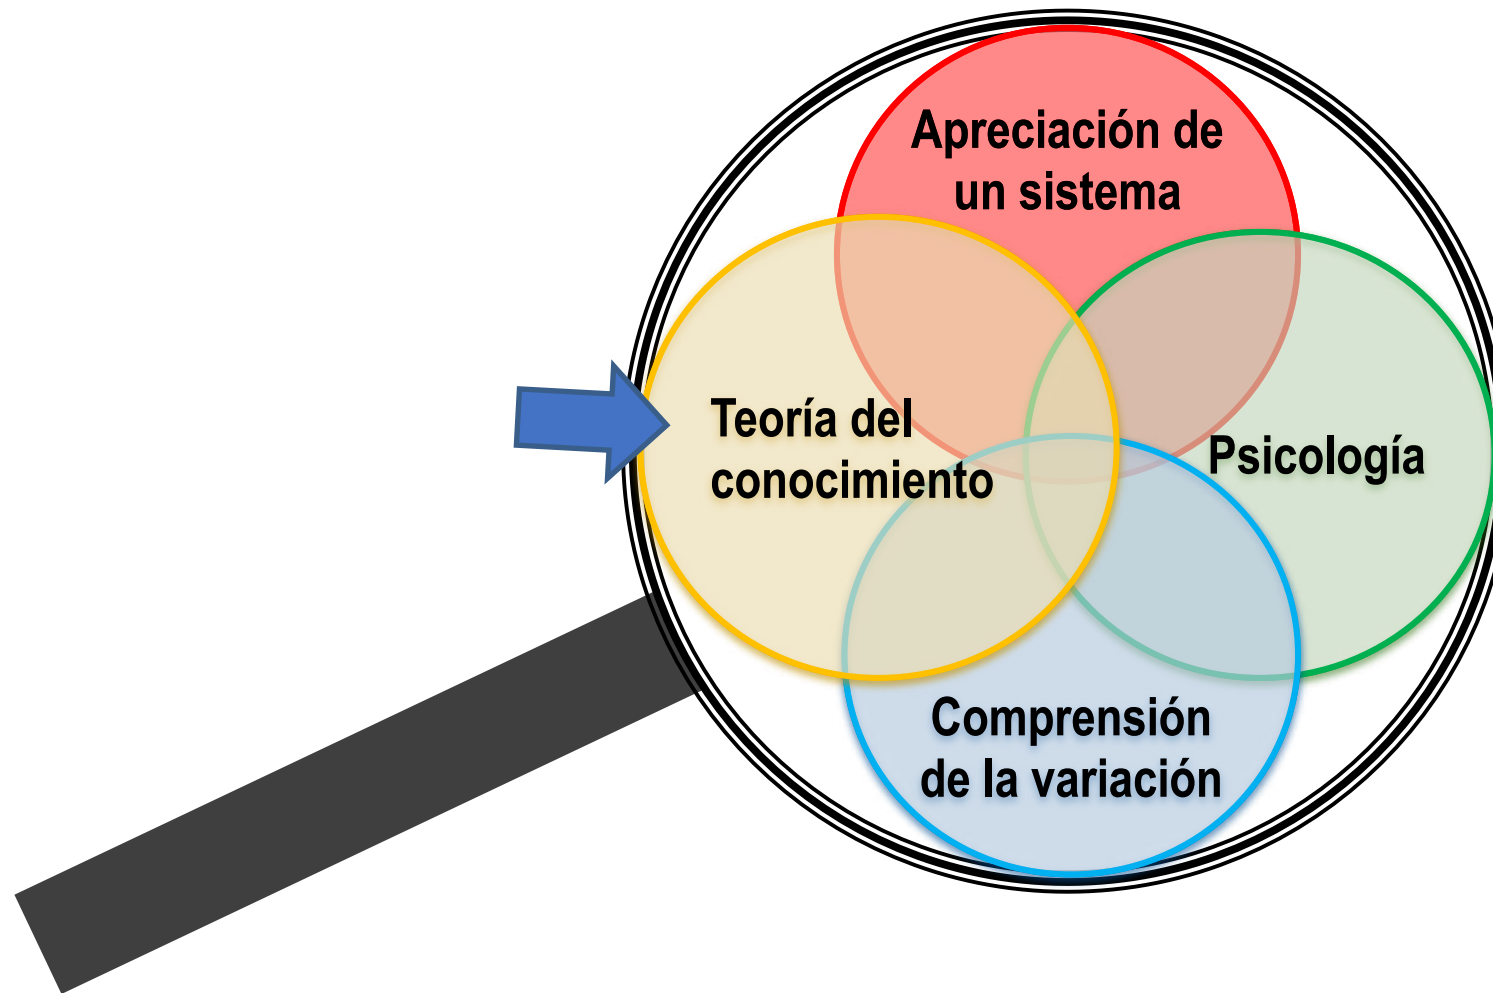 Apreciación de
un sistema
Teoría del
conocimiento
Psicología
Comprensión
de la variación